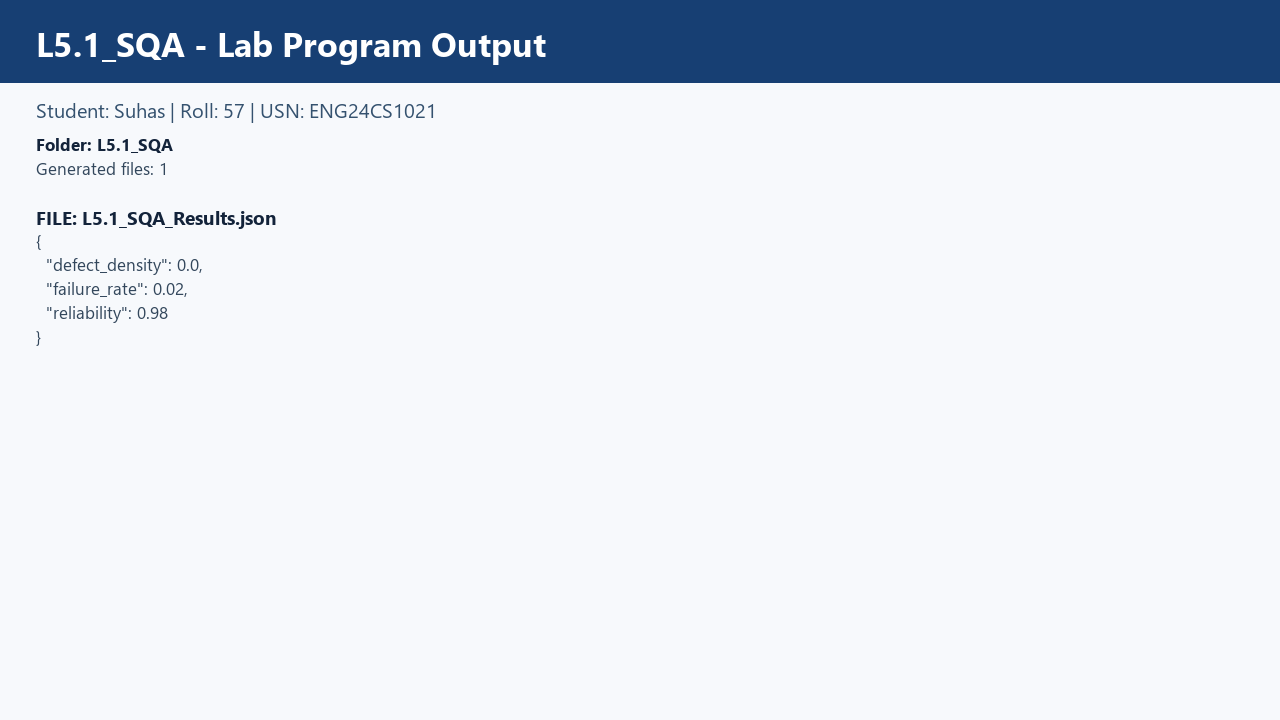 L5.1_SQA - Lab Program Output
Student: Suhas | Roll: 57 | USN: ENG24CS1021
Folder: L5.1_SQA
Generated files: 1
FILE: L5.1_SQA_Results.json
{
  "defect_density": 0.0,
  "failure_rate": 0.02,
  "reliability": 0.98
}